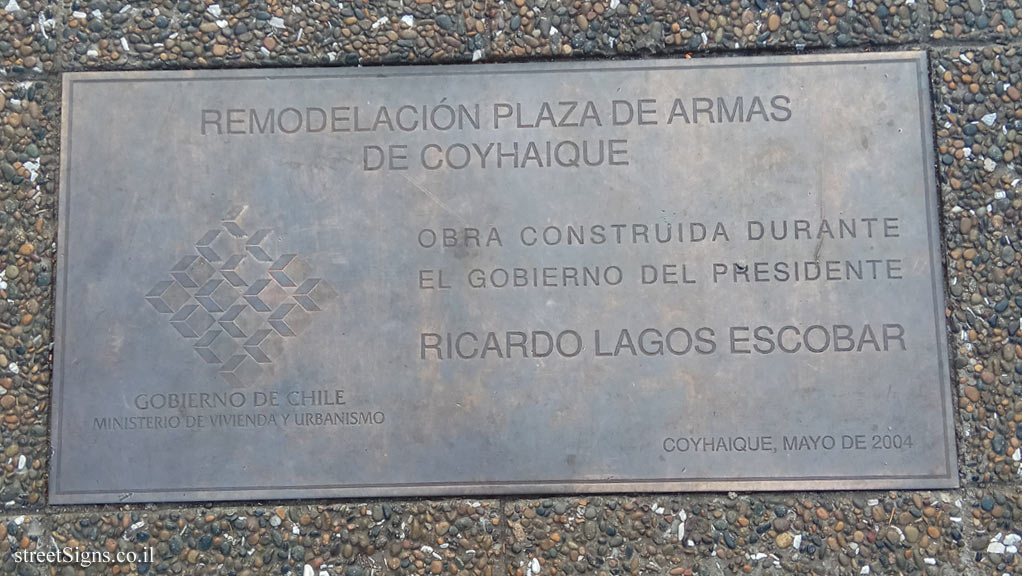 REMODELACIÓN PLAZA DE ARMAS
DE COYHAIQUE
OBRA CONSTRUIDA DURANTE
EL GOBIERNO DEL PRESIDENTE
RICARDO LAGOS ESCOBAR
GOBIERNO DE CHILE
MINISTERIO DE VIVIENDA Y URBANISMO
COYHAIQUE, MAYO DE 2004
streetSigns.co.il